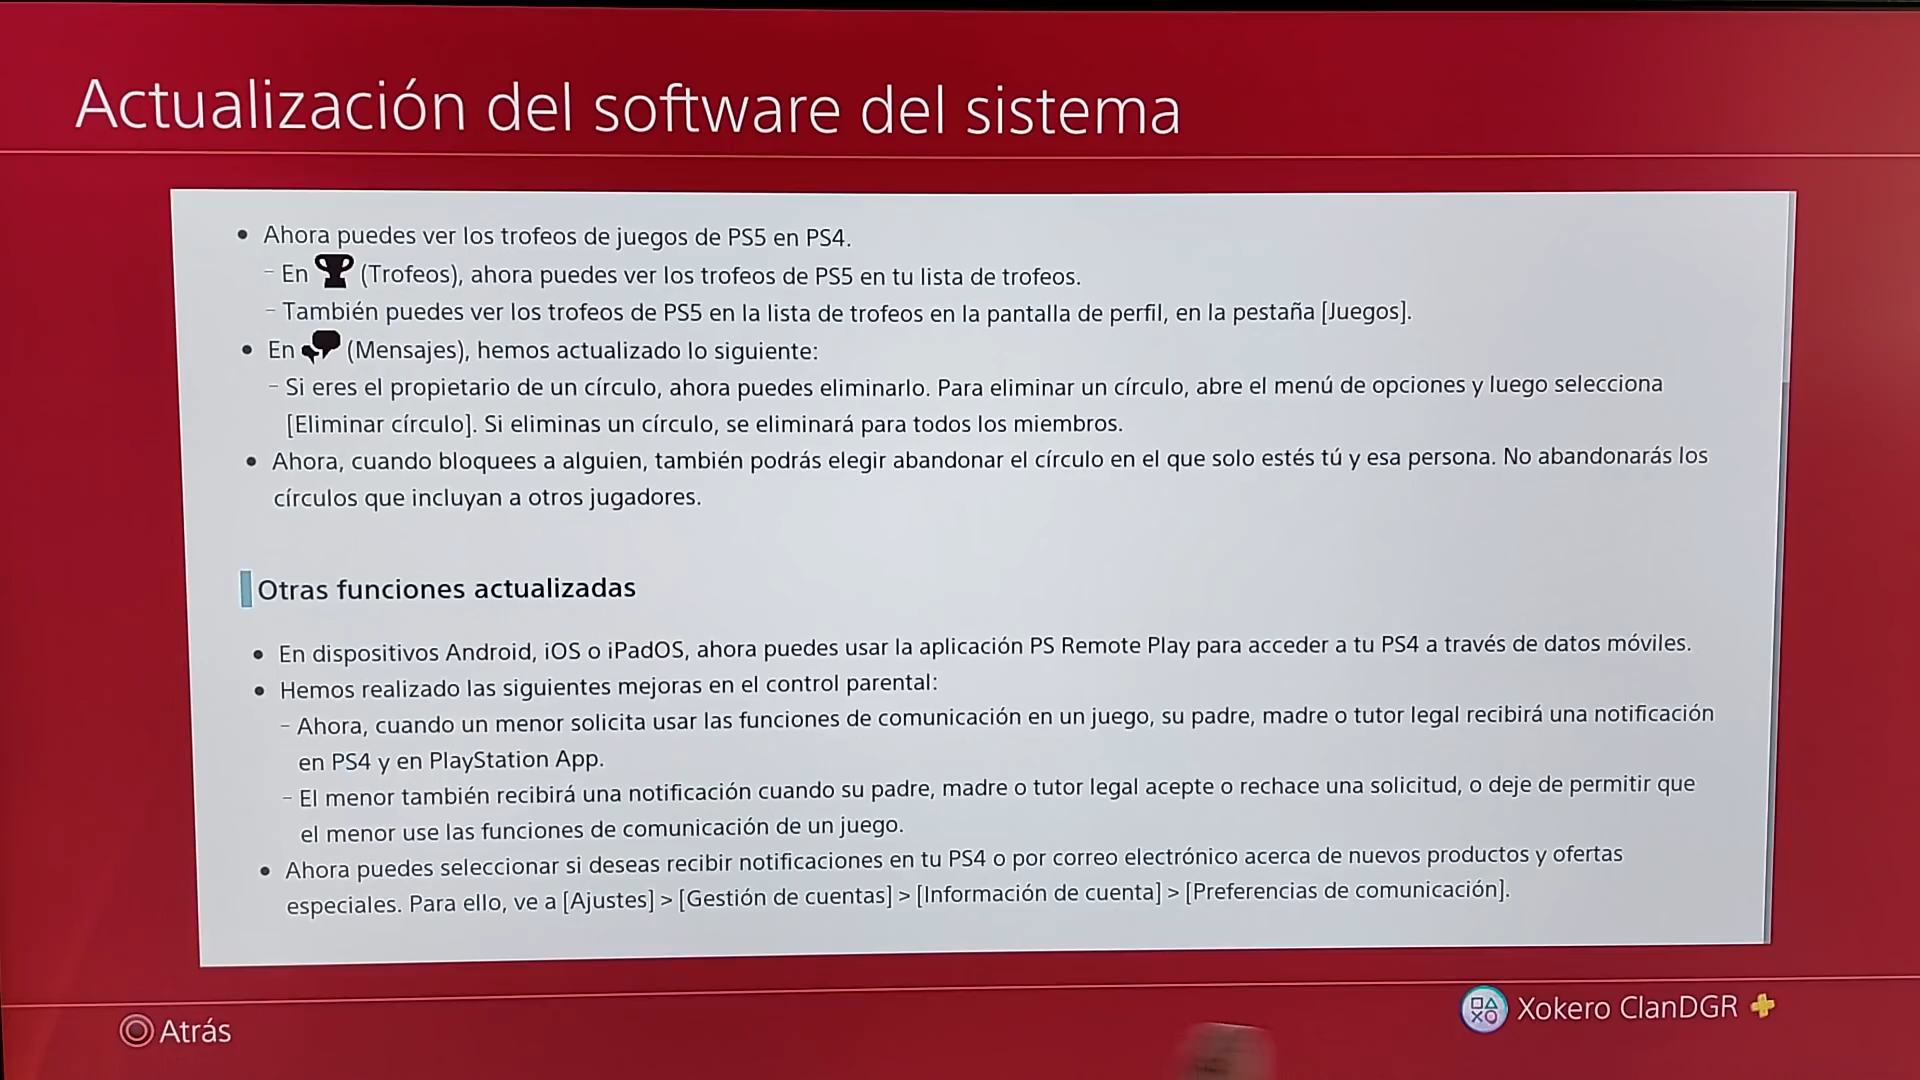 Actualización del software del sistema
• Ahora puedes ver los trofeos de juegos de PS5 en PS4.
– En (Trofeos), ahora puedes ver los trofeos de PS5 en tu lista de trofeos.
– También puedes ver los trofeos de PS5 en la lista de trofeos en la pantalla de perfil, en la pestaña [Juegos].
• En (Mensajes), hemos actualizado lo siguiente:
– Si eres el propietario de un círculo, ahora puedes eliminarlo. Para eliminar un círculo, abre el menú de opciones y luego selecciona
[Eliminar círculo]. Si eliminas un círculo, se eliminará para todos los miembros.
• Ahora, cuando bloquees a alguien, también podrás elegir abandonar el círculo en el que solo estés tú y esa persona. No abandonarás los
círculos que incluyan a otros jugadores.
Otras funciones actualizadas
• En dispositivos Android, iOS o iPadOS, ahora puedes usar la aplicación PS Remote Play para acceder a tu PS4 a través de datos móviles.
• Hemos realizado las siguientes mejoras en el control parental:
– Ahora, cuando un menor solicita usar las funciones de comunicación en un juego, su padre, madre o tutor legal recibirá una notificación
en PS4 y en PlayStation App.
– El menor también recibirá una notificación cuando su padre, madre o tutor legal acepte o rechace una solicitud, o deje de permitir que
el menor use las funciones de comunicación de un juego.
• Ahora puedes seleccionar si deseas recibir notificaciones en tu PS4 o por correo electrónico acerca de nuevos productos y ofertas
especiales. Para ello, ve a [Ajustes] > [Gestión de cuentas] > [Información de cuenta] > [Preferencias de comunicación].
Atrás
Xokero ClanDGR